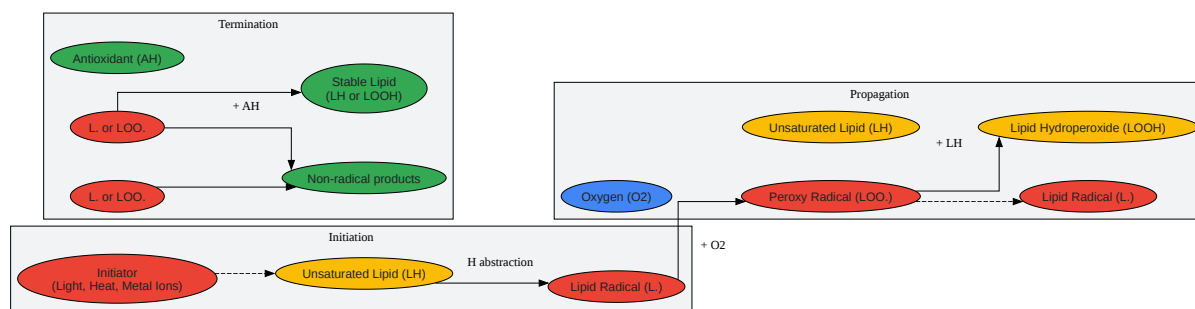 Termination
Antioxidant (AH)
Stable Lipid
(LH or LOOH)
+ AH
L. or LOO.
Non-radical products
L. or LOO.
Propagation
Unsaturated Lipid (LH)
Lipid Hydroperoxide (LOOH)
+ LH
Oxygen (O2)
Peroxy Radical (LOO.)
Lipid Radical (L.)
Initiation
+ O2
Initiator
(Light, Heat, Metal Ions)
Unsaturated Lipid (LH)
H abstraction
Lipid Radical (L.)